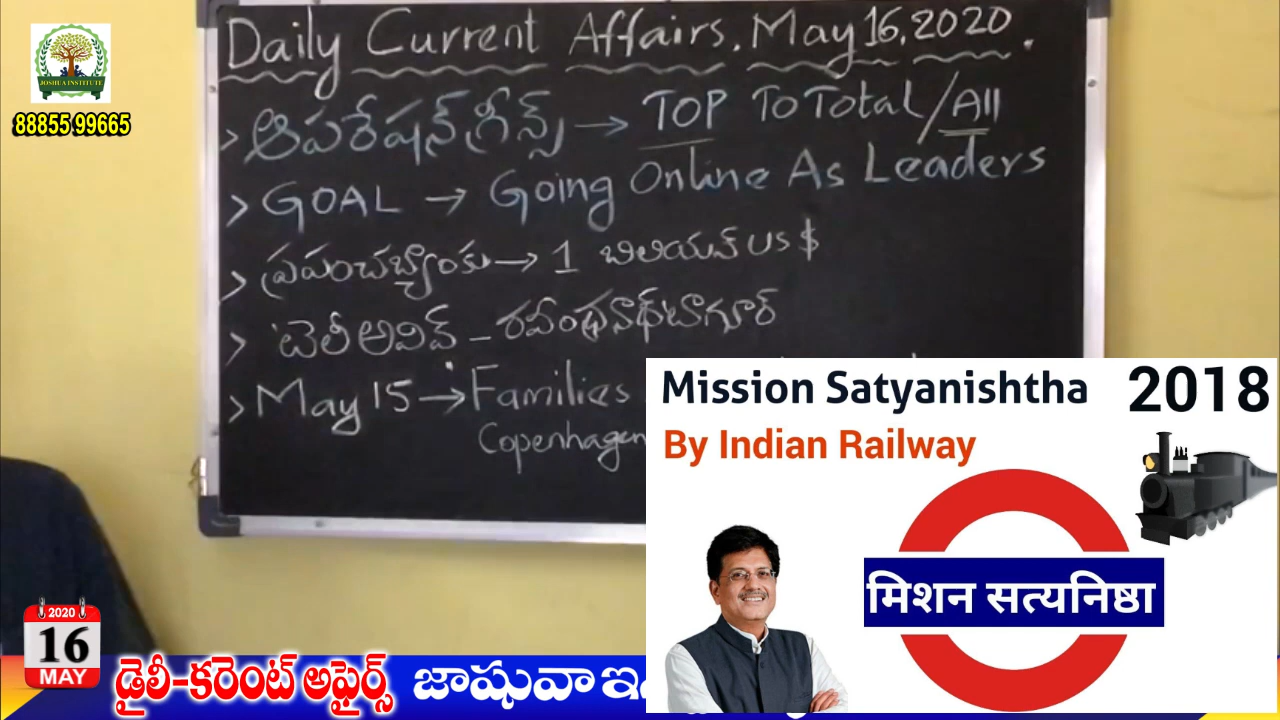 JOSHUA INSTITUTE
88855 99665
Daily Current Affairs. May 16, 2020.
> ఆపరేషన్ గ్రీన్స్ → TOP To Total/All
> GOAL → Going Online As Leaders
> ప్రపంచబ్యాంకు → 1 బిలియన్ US $
> టెలీఅవివ్ - రవీంథ్రనాథ్ టాగూర్
> May 15 → Families
Copenhagen
Mission Satyanishtha 2018
By Indian Railway
मिशन सत्यनिष्ठा
2020
16
MAY
డైలీ-కరెంట్ అఫైర్స్ జాషువా